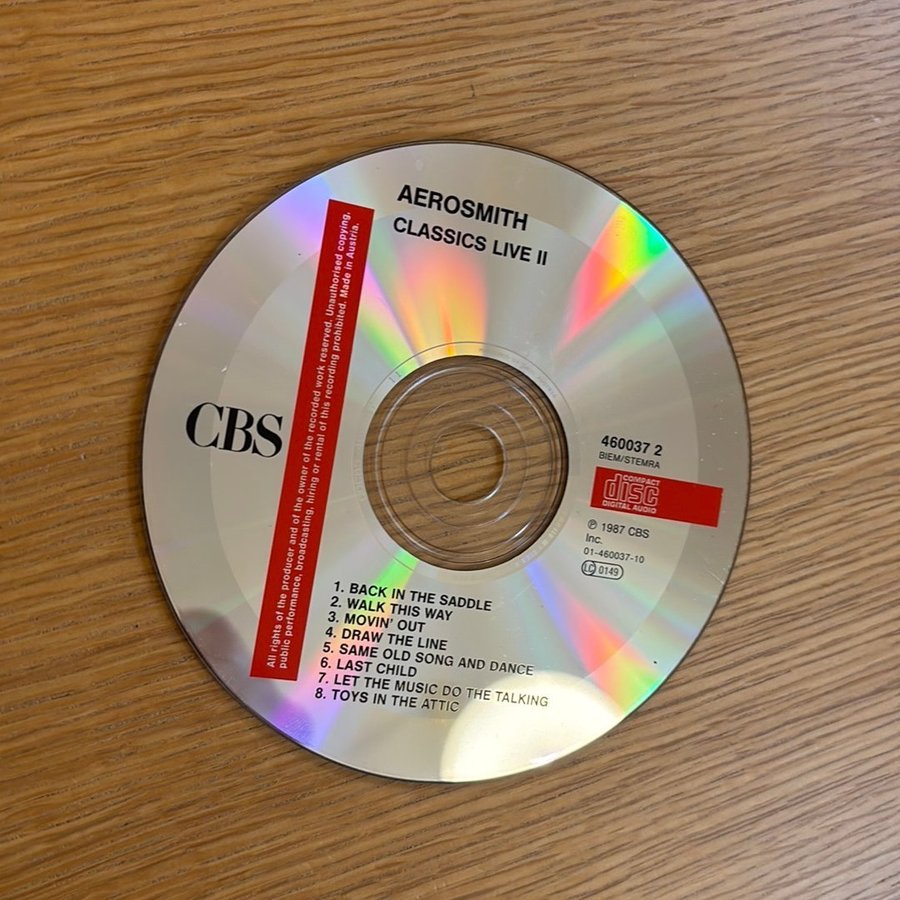 AEROSMITH
CLASSICS LIVE II
All rights of the producer and of the owner of the recorded work reserved. Unauthorised copying,
public performance, broadcasting, hiring or rental of this recording prohibited. Made in Austria.
CBS
460037 2
BIEM/STEMRA
COMPACT
disc
DIGITAL AUDIO
℗ 1987 CBS
Inc.
01-460037-10
LC 0149
1. BACK IN THE SADDLE
2. WALK THIS WAY
3. MOVIN' OUT
4. DRAW THE LINE
5. SAME OLD SONG AND DANCE
6. LAST CHILD
7. LET THE MUSIC DO THE TALKING
8. TOYS IN THE ATTIC